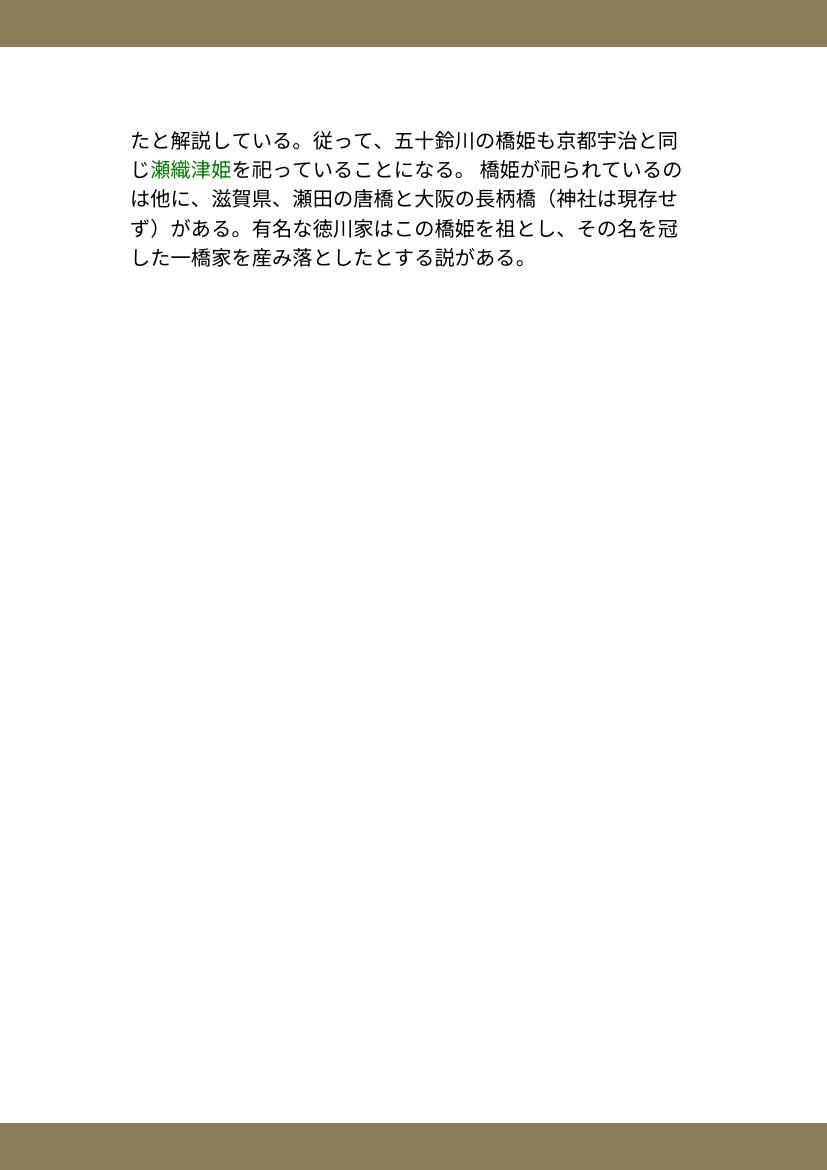 たと解説している。従って、五十鈴川の橋姫も京都宇治と同
じ瀬織津姫を祀っていることになる。 橋姫が祀られているの
は他に、滋賀県、瀬田の唐橋と大阪の長柄橋（神社は現存せ
ず）がある。有名な徳川家はこの橋姫を祖とし、その名を冠
した一橋家を産み落としたとする説がある。